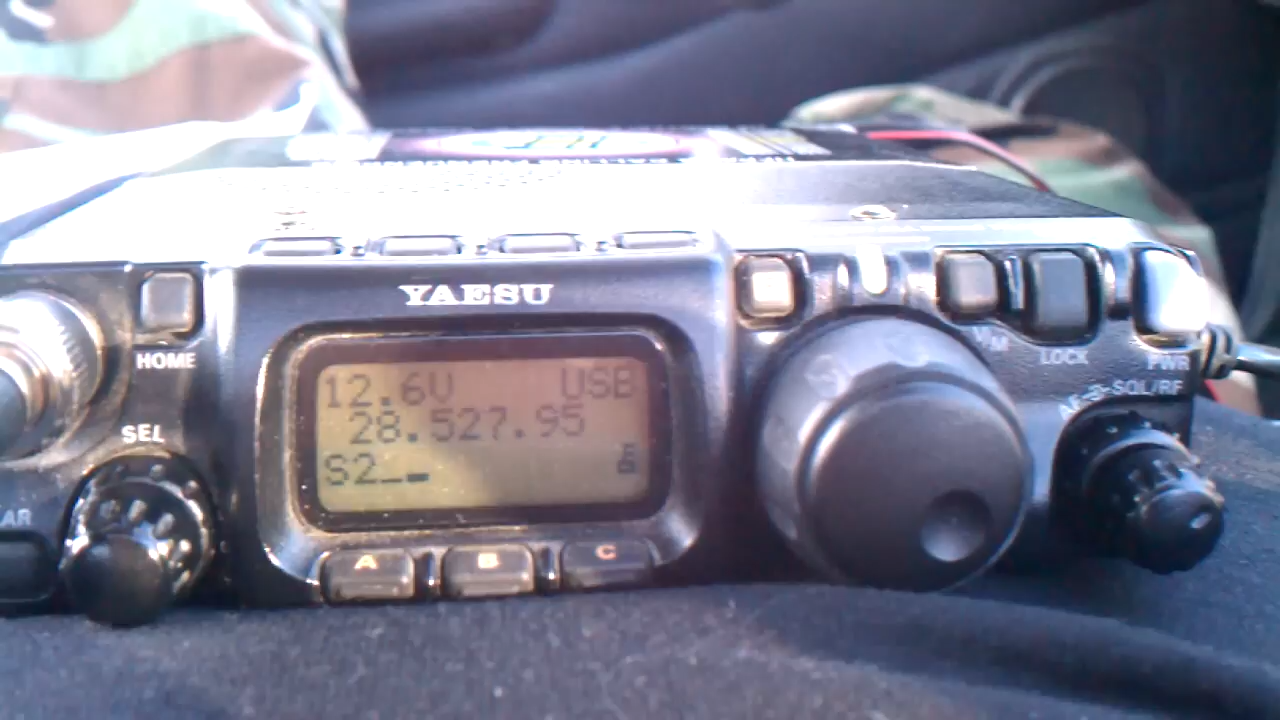 YAESU
HOME
SEL
12.6V USB
28.527.95
S2
A B C
LOCK
PWR
AF-SQL/RF